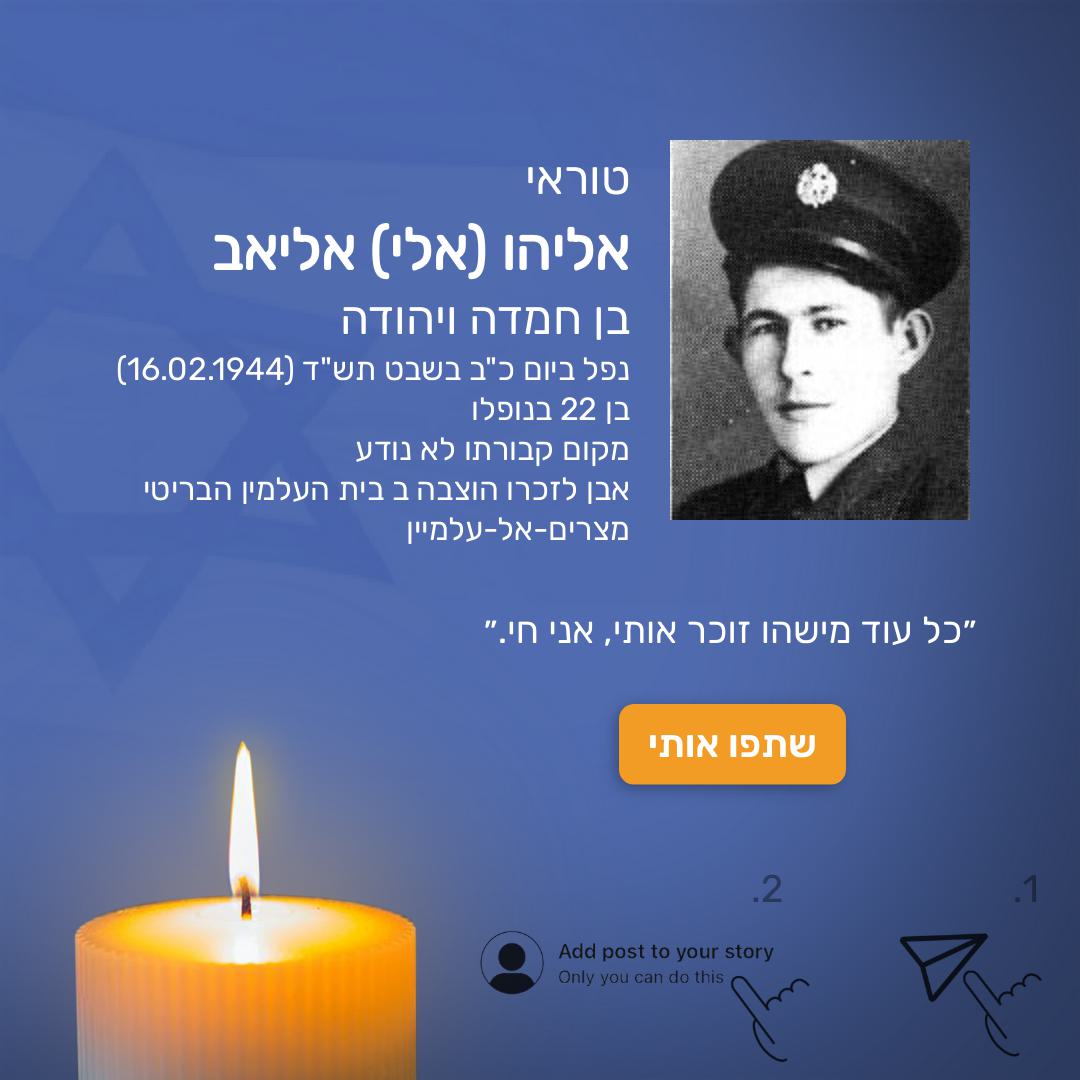 טוראי
אליהו (אלי) אליאב
בן חמדה ויהודה
נפל ביום כ"ב בשבט תש"ד (16.02.1944)
בן 22 בנופלו
מקום קבורתו לא נודע
אבן לזכרו הוצבה ב בית העלמין הבריטי
מצרים-אל-עלמיין
״כל עוד מישהו זוכר אותי, אני חי.״
שתפו אותי
.1
.2
Add post to your story
Only you can do this